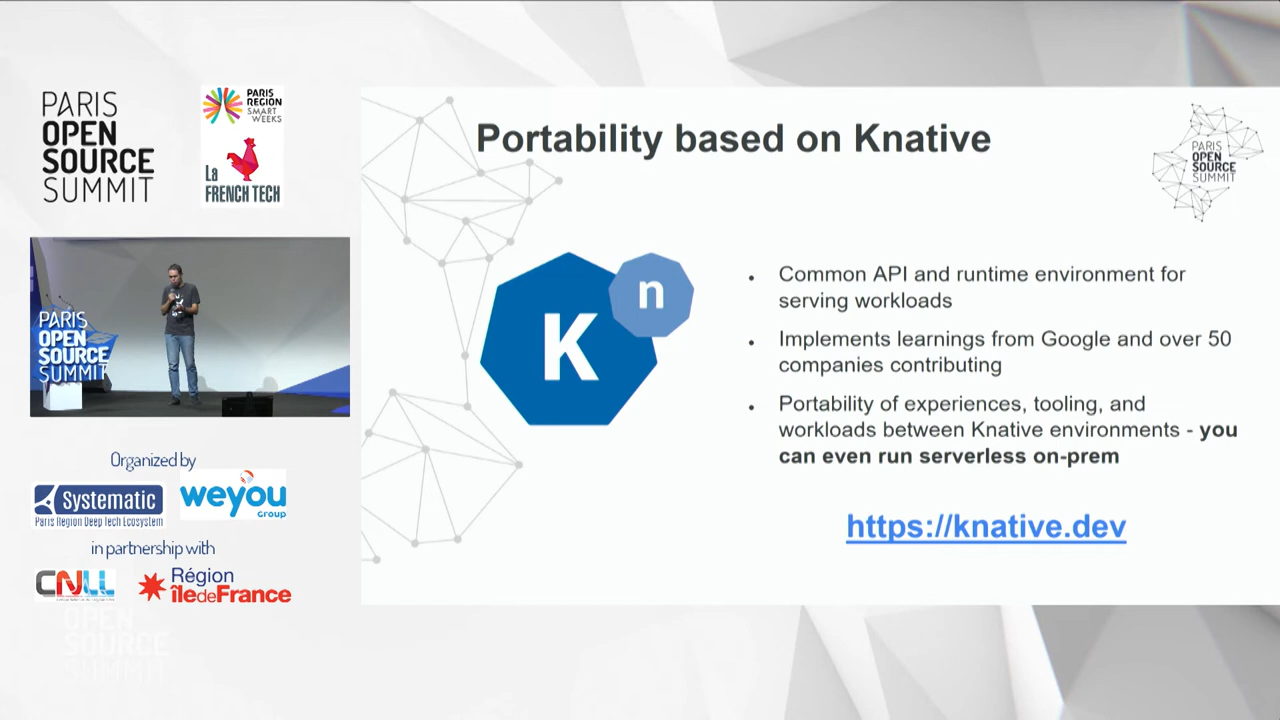 PARIS
OPEN
SOURCE
SUMMIT
PARIS
REGION
SMART
WEEKS
La
FRENCH TECH
PARIS
OPEN
SOURCE
SUMMIT
Organized by
Systematic
Paris Region Deep Tech Ecosystem
weyou
GROUP
in partnership with
CNLL
Région
îledeFrance
OPEN
SOURCE
SUMMIT
Portability based on Knative
PARIS
OPEN
SOURCE
SUMMIT
K
n
Common API and runtime environment for
serving workloads
Implements learnings from Google and over 50
companies contributing
Portability of experiences, tooling, and
workloads between Knative environments - you
can even run serverless on-prem
https://knative.dev